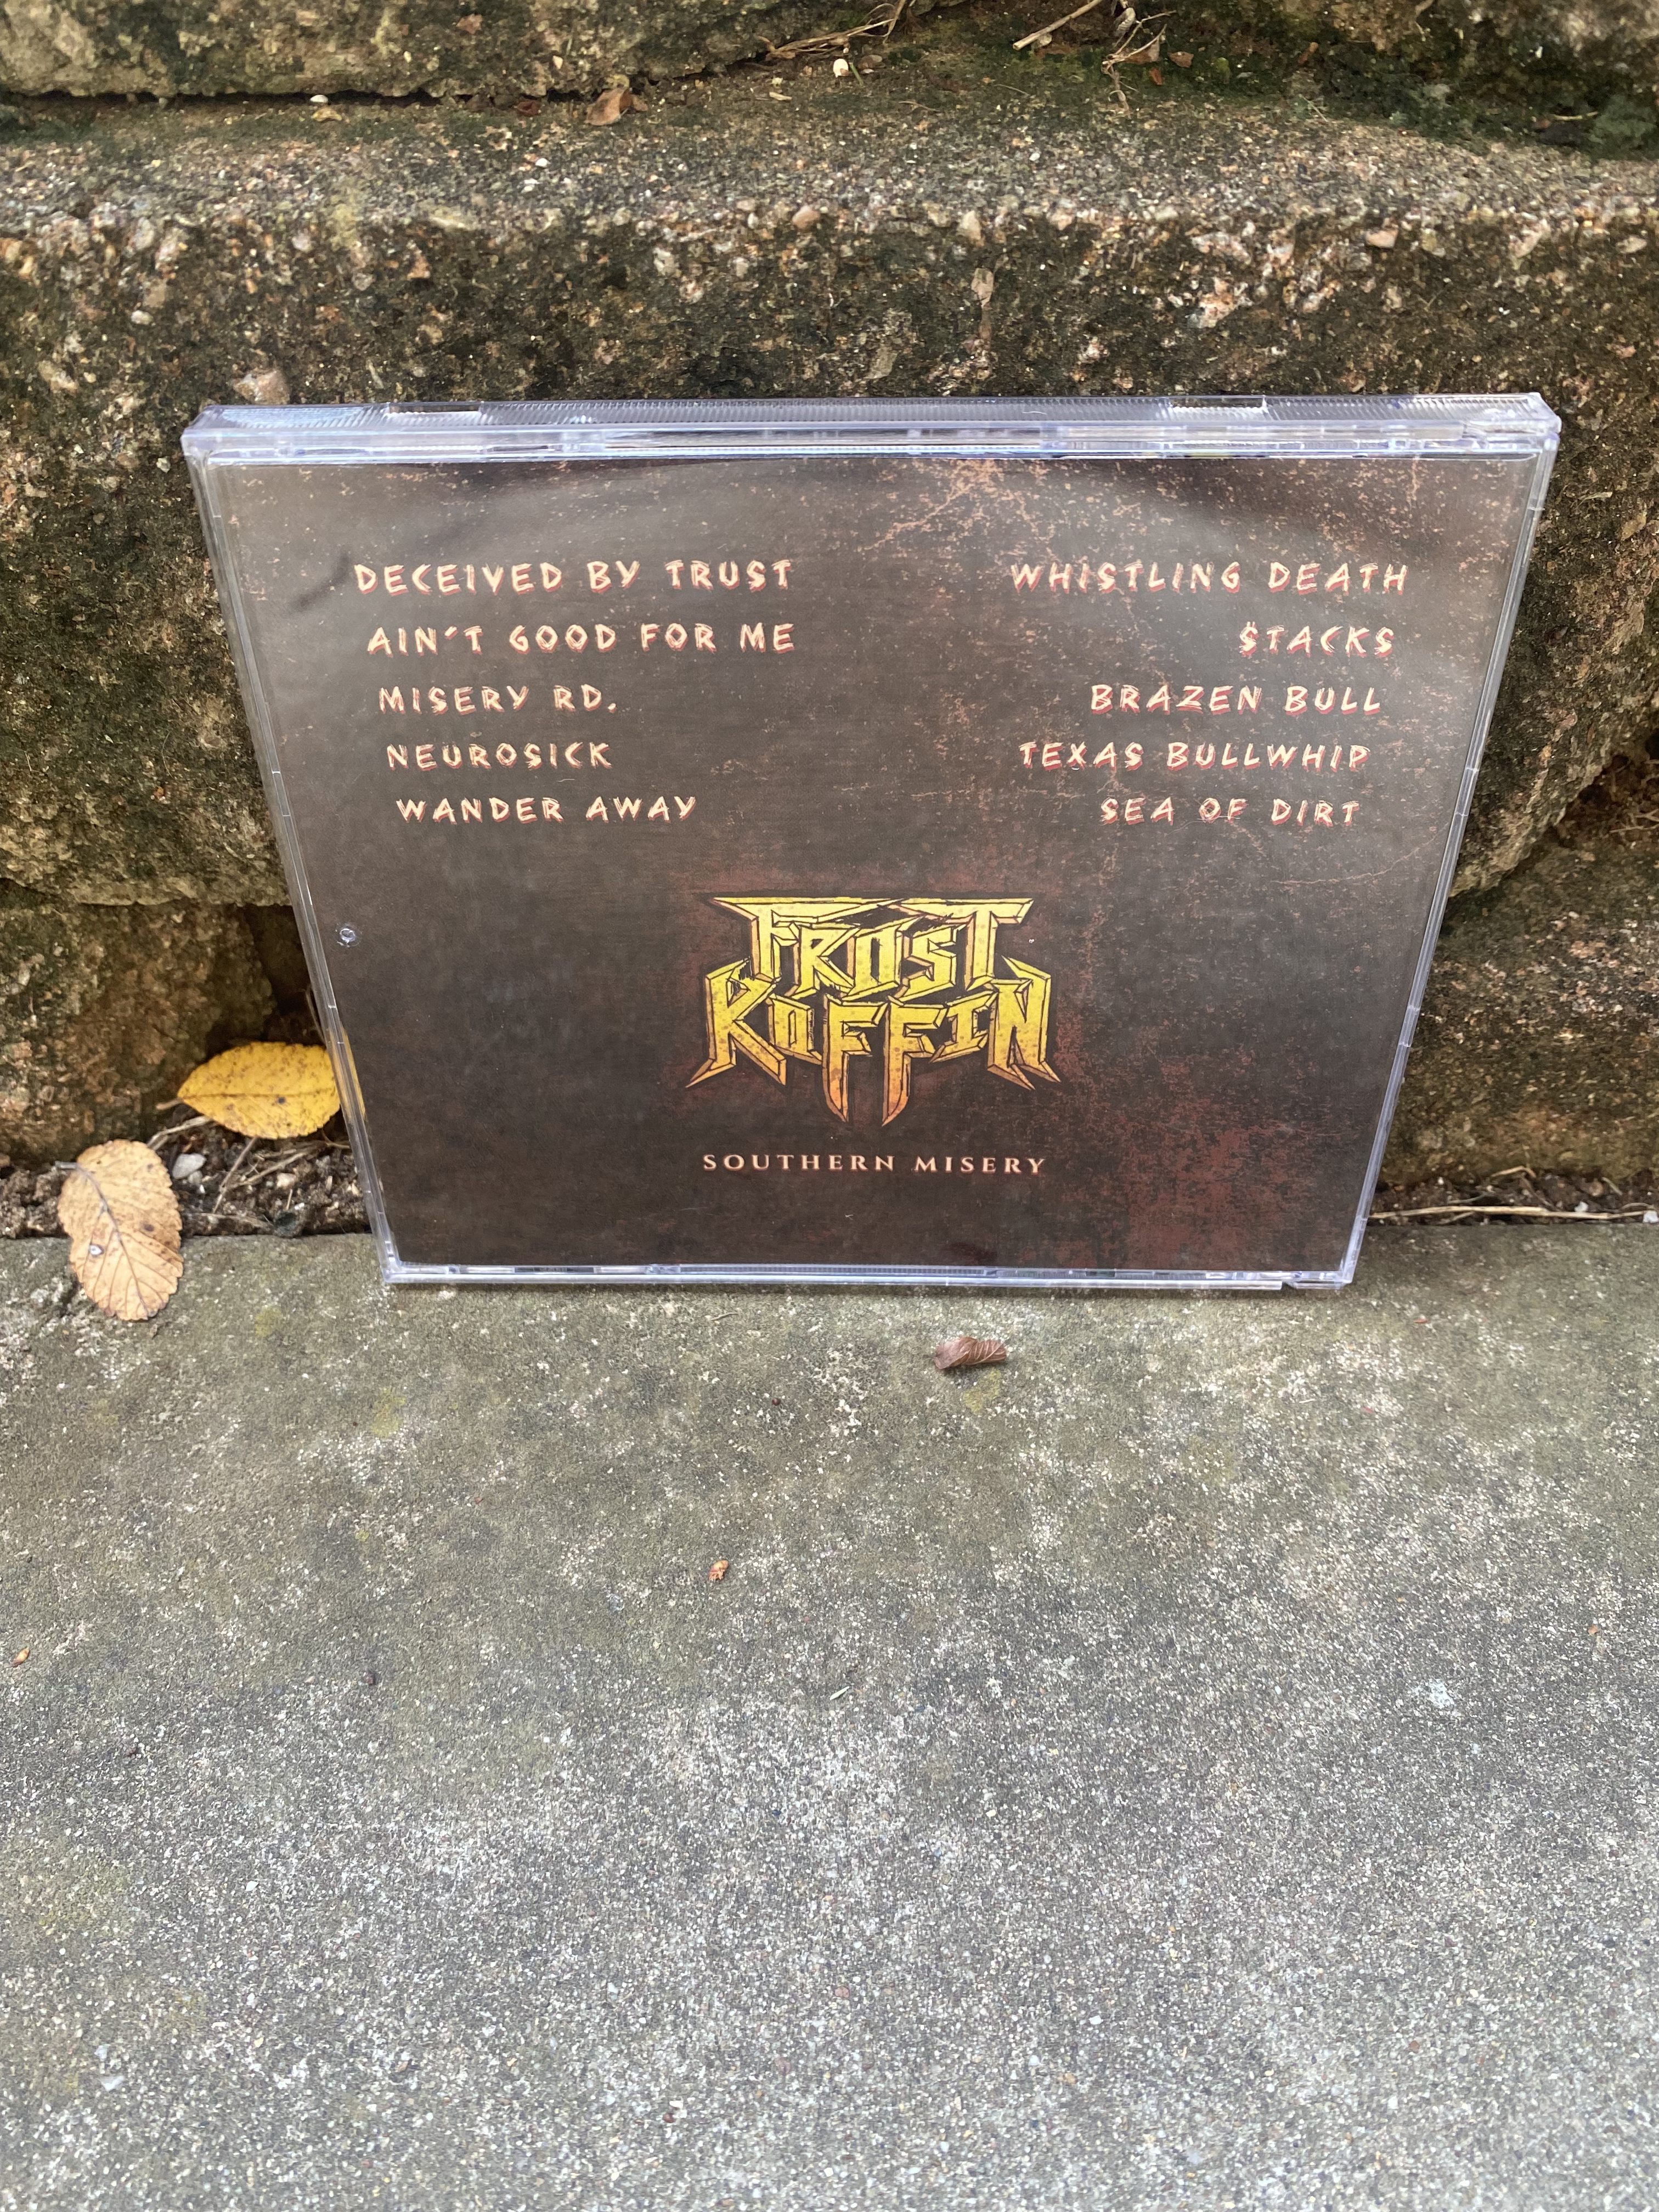 DECEIVED BY TRUST
AIN'T GOOD FOR ME
MISERY RD.
NEUROSICK
WANDER AWAY
WHISTLING DEATH
$TACKS
BRAZEN BULL
TEXAS BULLWHIP
SEA OF DIRT
FROST
KOFFIN
SOUTHERN MISERY